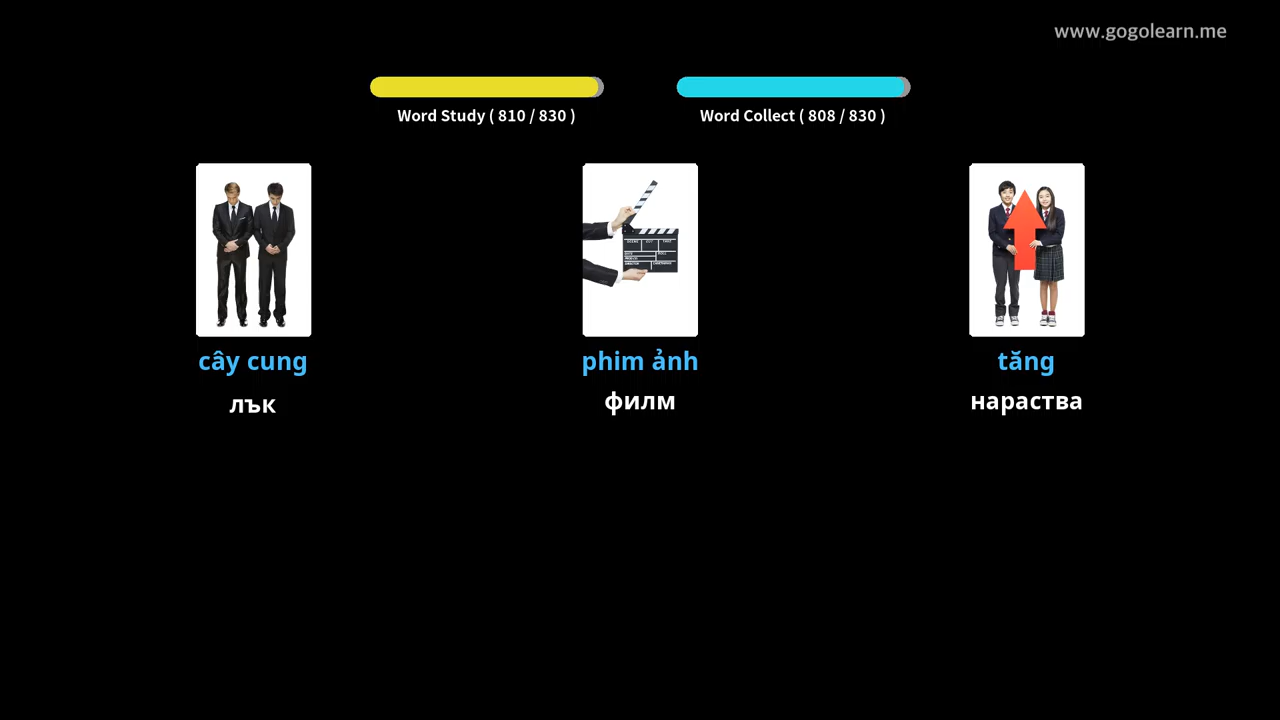 www.gogolearn.me
Word Study ( 810 / 830 )
Word Collect ( 808 / 830 )
cây cung
phim ảnh
tăng
лък
филм
нараства